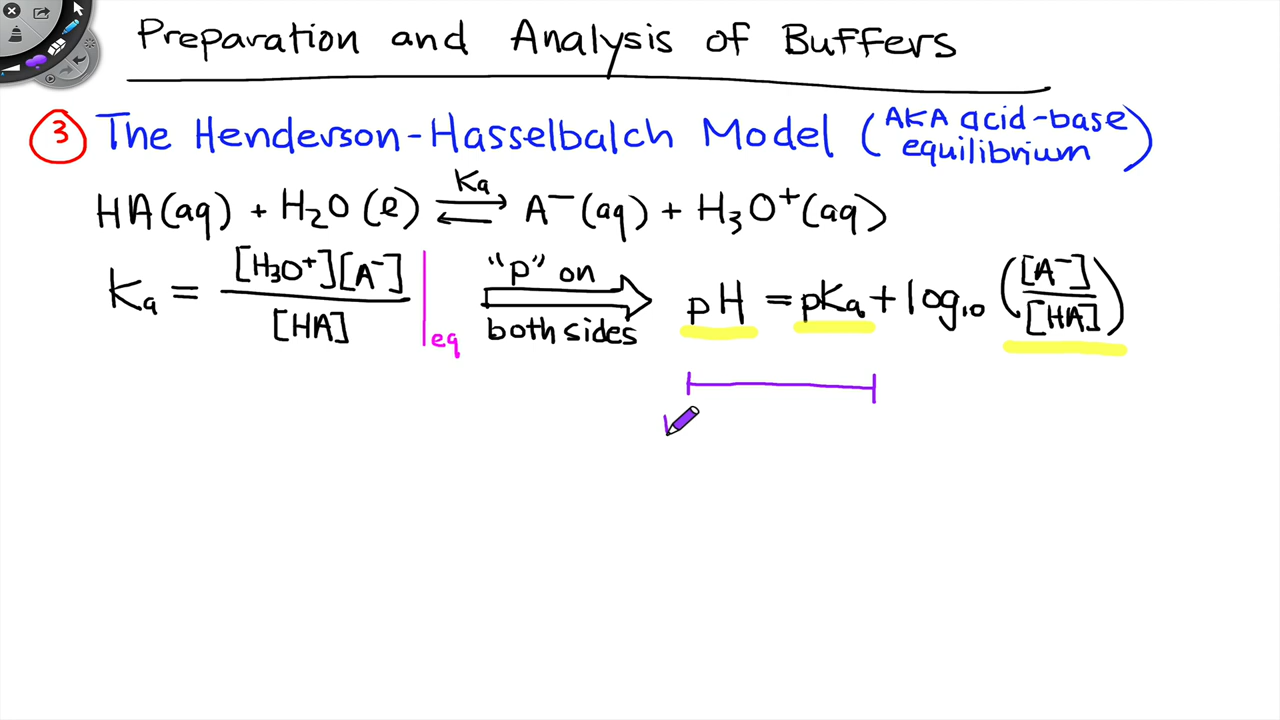 Preparation and Analysis of Buffers
3 The Henderson-Hasselbalch Model (AKA acid-base equilibrium)
HA(aq) + H₂O(ℓ) ⇌ A⁻(aq) + H₃O⁺(aq)
Ka
Ka = [H₃O⁺][A⁻] / [HA] | eq
"p" on
both sides
pH = pKa + log₁₀ ([A⁻] / [HA])